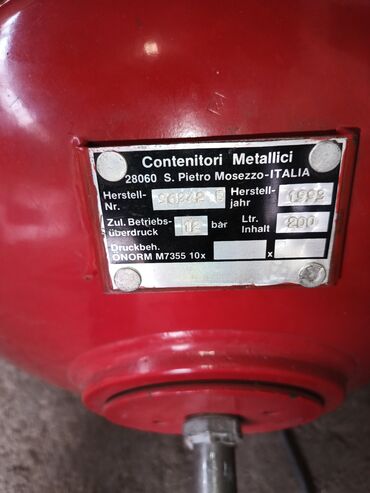 Contenitori Metallici
28060 S. Pietro Mosezzo-ITALIA
Herstell-Nr. Herstell-jahr 1992
Zul. Betriebs-überdruck 12 bar Ltr. Inhalt 200
Druckbeh.
ÖNORM M7355 10x x